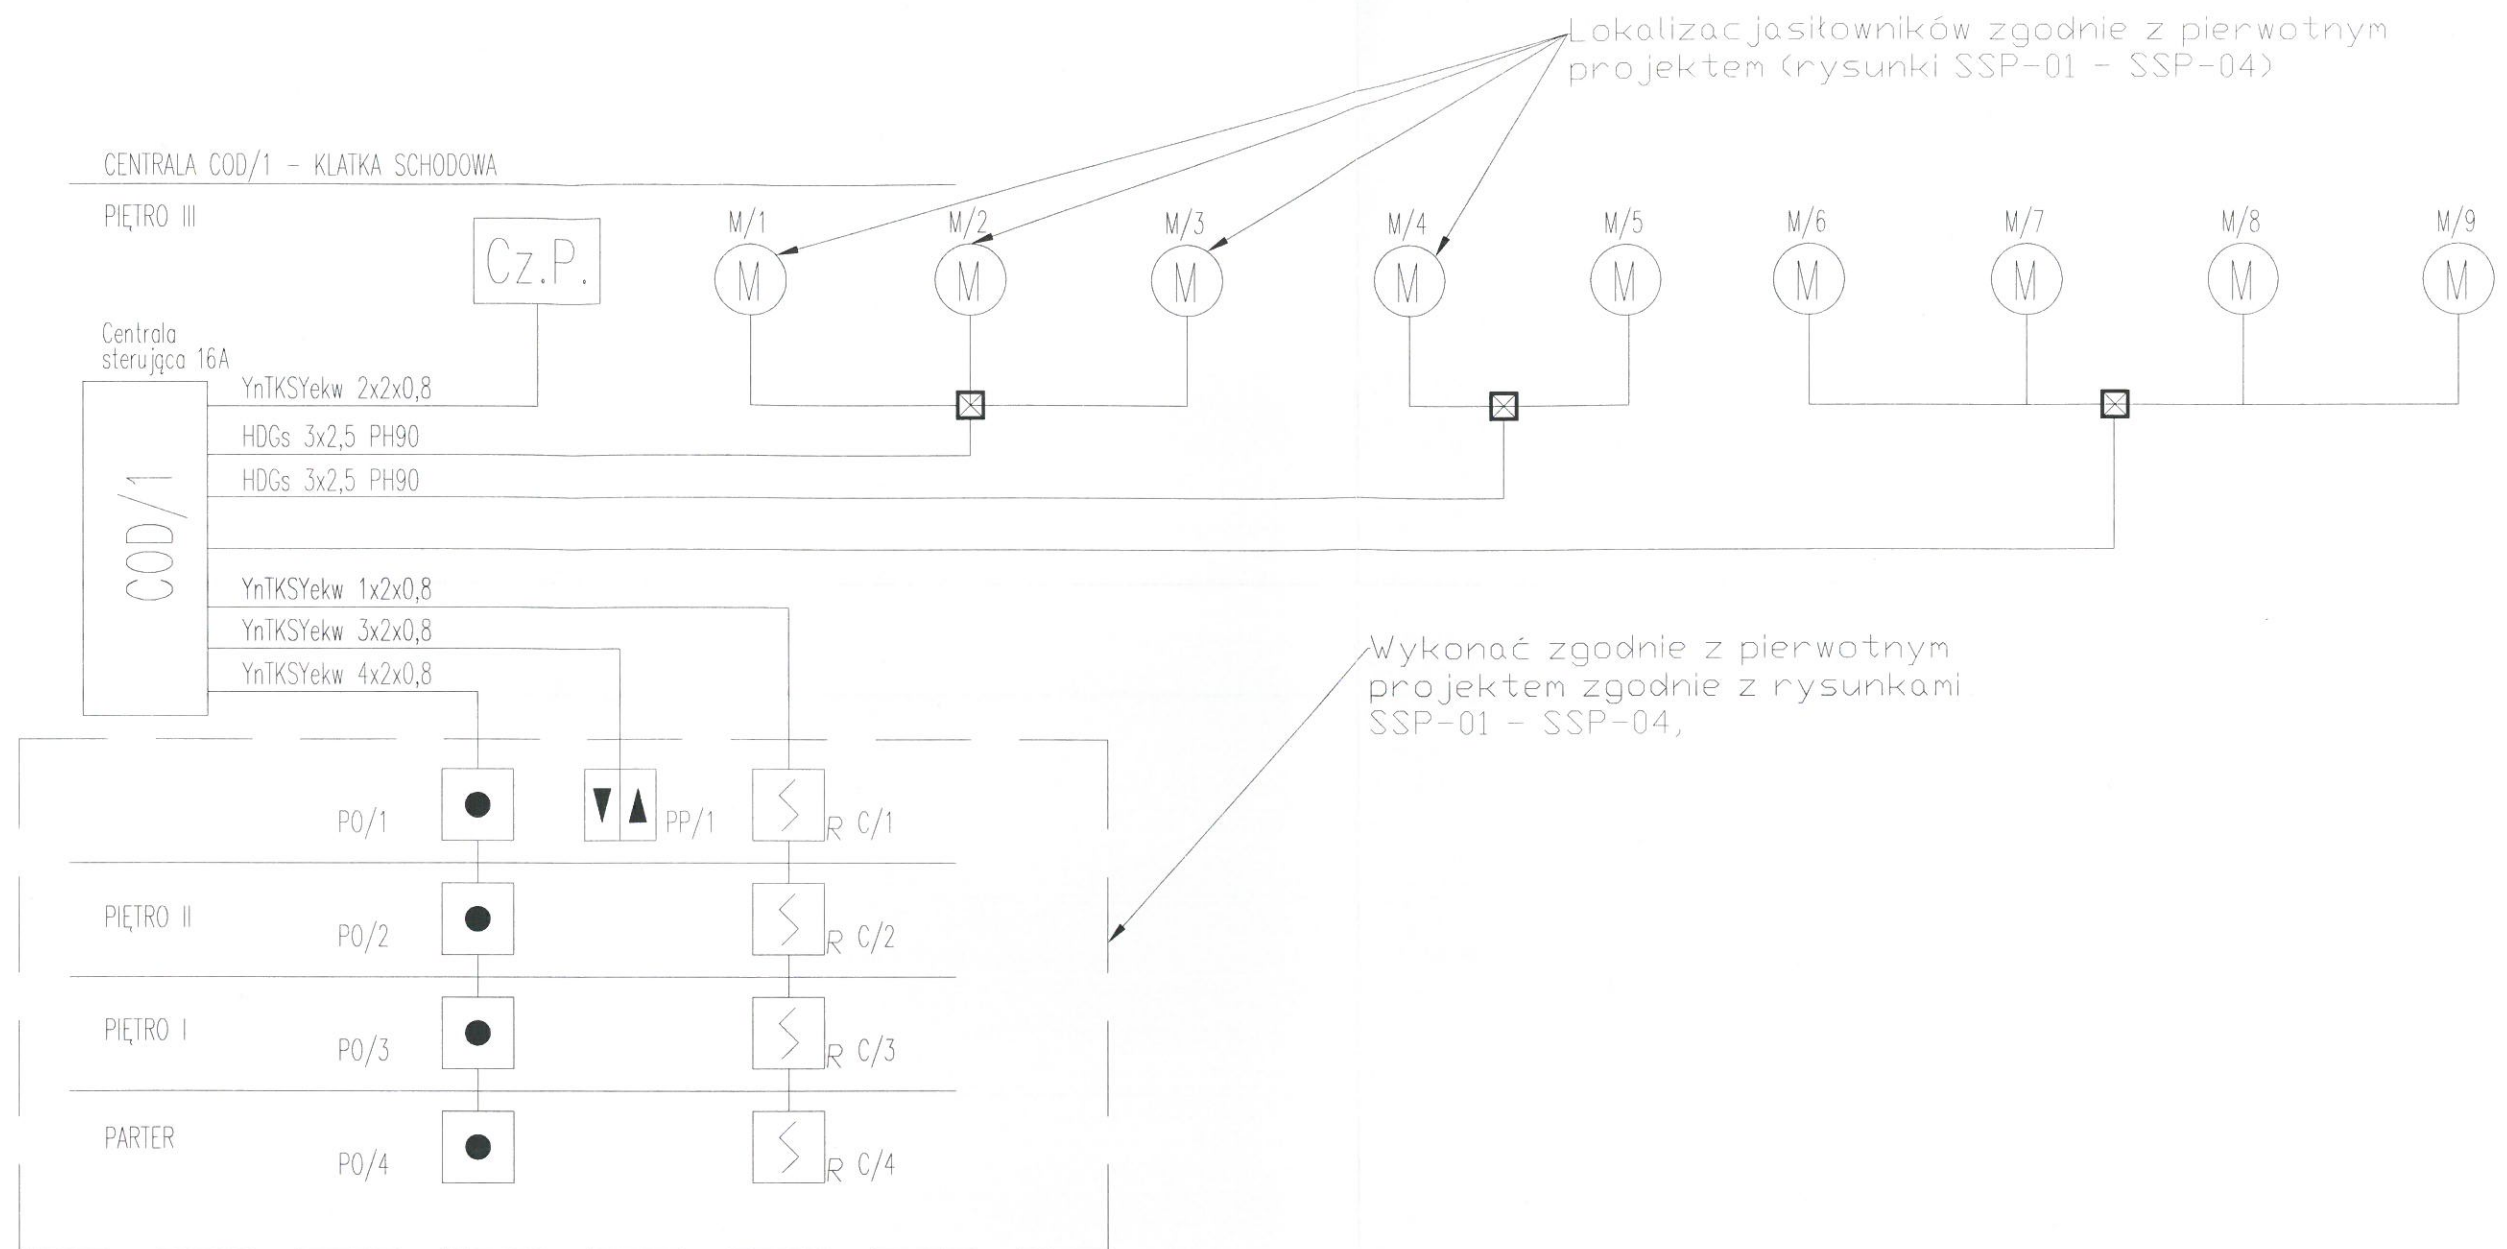 Lokalizacjasiłowników zgodnie z pierwotnym
projektem (rysunki SSP-01 - SSP-04)
CENTRALA COD/1 - KLATKA SCHODOWA
PIĘTRO III
Cz.P.
M/1
M/2
M/3
M/4
M/5
M/6
M/7
M/8
M/9
M
M
M
M
M
M
M
M
M
Centrala
sterująca 16A
COD/1
YnTKSYekw 2x2x0,8
HDGs 3x2,5 PH90
HDGs 3x2,5 PH90
YnTKSYekw 1x2x0,8
YnTKSYekw 3x2x0,8
YnTKSYekw 4x2x0,8
Wykonać zgodnie z pierwotnym
projektem zgodnie z rysunkami
SSP-01 - SSP-04,
PO/1
PP/1
R C/1
PIĘTRO II
PO/2
R C/2
PIĘTRO I
PO/3
R C/3
PARTER
PO/4
R C/4